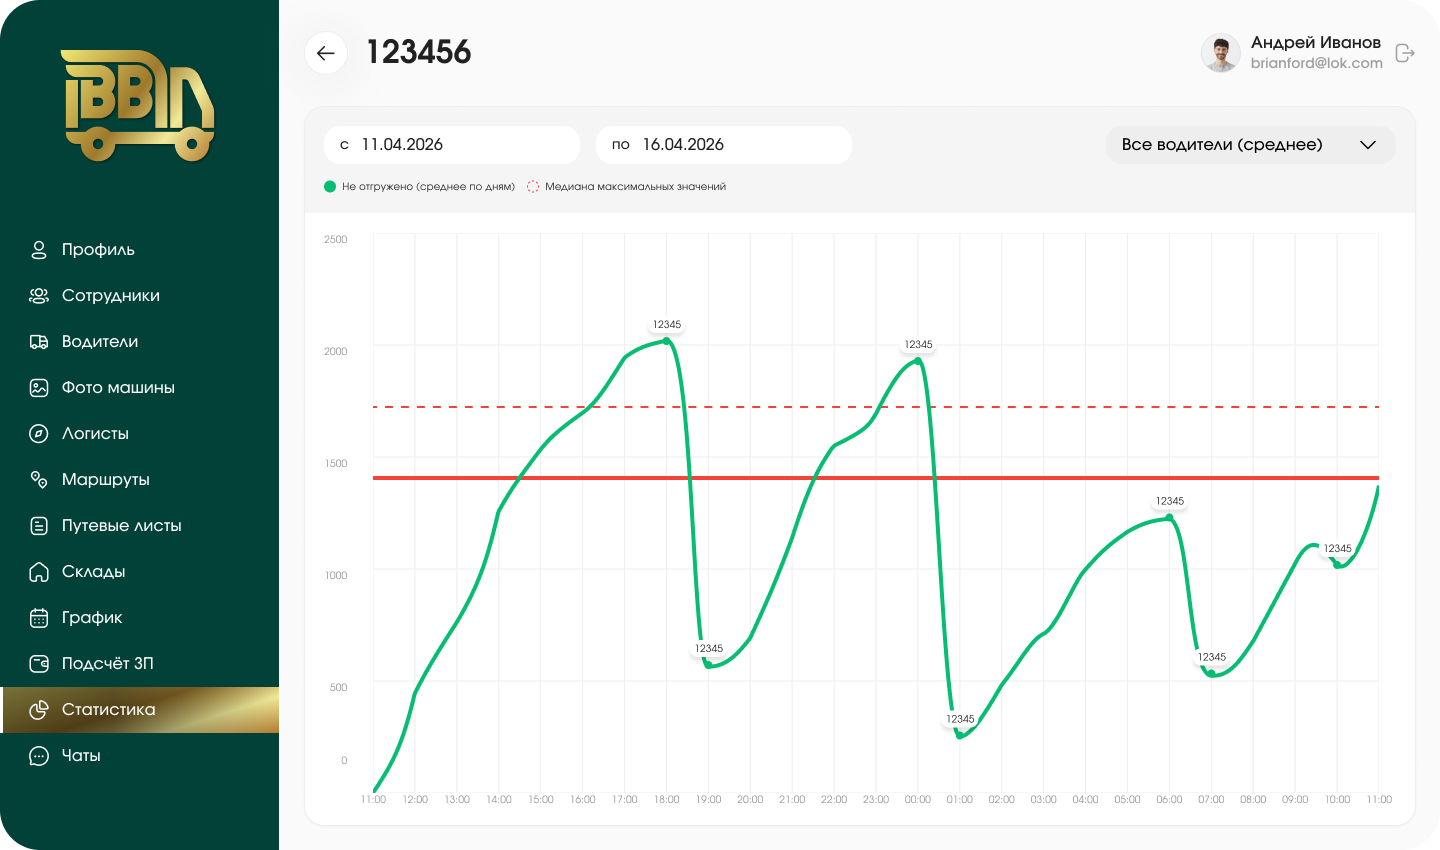 BBA
Профиль
Сотрудники
Водители
Фото машины
Логисты
Маршруты
Путевые листы
Склады
График
Подсчёт ЗП
Статистика
Чаты
123456
Андрей Иванов
brianford@lok.com
с 11.04.2026
по 16.04.2026
Все водители (среднее)
Не отгружено (среднее по дням)
Медиана максимальных значений
2500
2000
1500
1000
500
0
12345
12345
12345
12345
12345
12345
12345
11:00 12:00 13:00 14:00 15:00 16:00 17:00 18:00 19:00 20:00 21:00 22:00 23:00 00:00 01:00 02:00 03:00 04:00 05:00 06:00 07:00 08:00 09:00 10:00 11:00